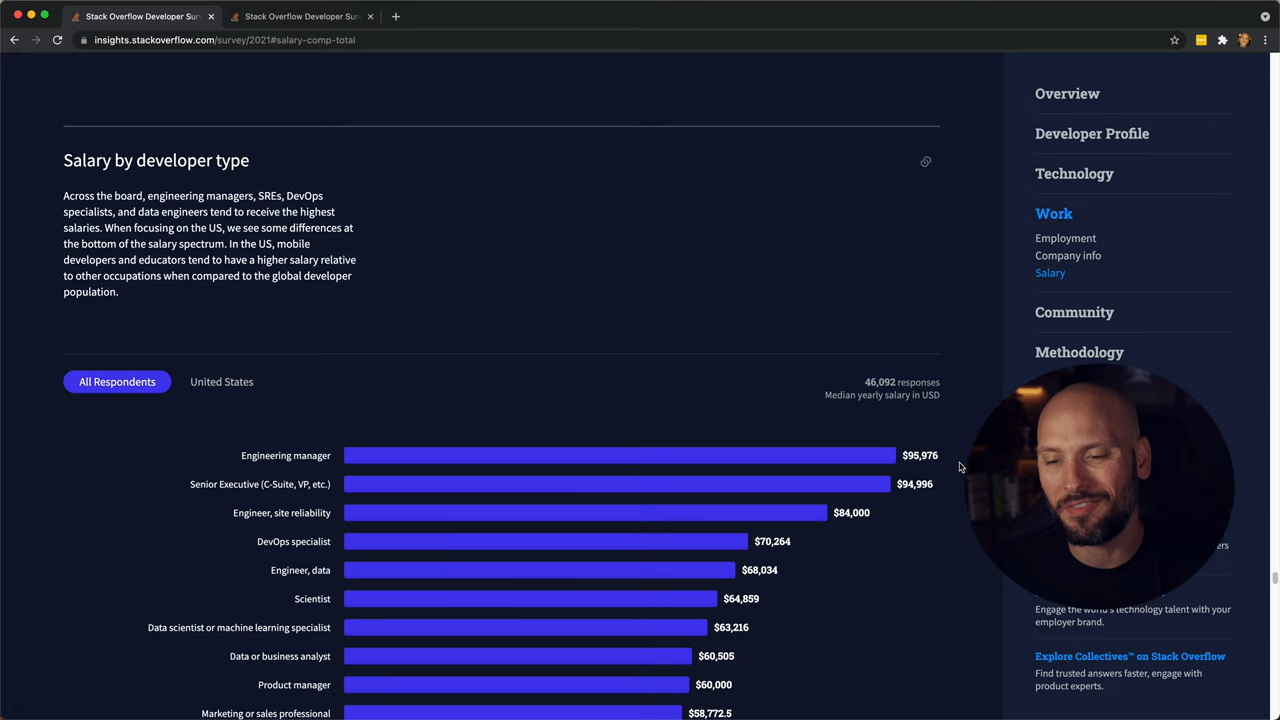 Stack Overflow Developer Sur
Stack Overflow Developer Sur
insights.stackoverflow.com/survey/2021#salary-comp-total
Salary by developer type
Across the board, engineering managers, SREs, DevOps
specialists, and data engineers tend to receive the highest
salaries. When focusing on the US, we see some differences at
the bottom of the salary spectrum. In the US, mobile
developers and educators tend to have a higher salary relative
to other occupations when compared to the global developer
population.
All Respondents
United States
46,092 responses
Median yearly salary in USD
Engineering manager $95,976
Senior Executive (C-Suite, VP, etc.) $94,996
Engineer, site reliability $84,000
DevOps specialist $70,264
Engineer, data $68,034
Scientist $64,859
Data scientist or machine learning specialist $63,216
Data or business analyst $60,505
Product manager $60,000
Marketing or sales professional $58,772.5
Overview
Developer Profile
Technology
Work
Employment
Company info
Salary
Community
Methodology
Engage the world's technology talent with your
employer brand.
Explore Collectives™ on Stack Overflow
Find trusted answers faster, engage with
product experts.